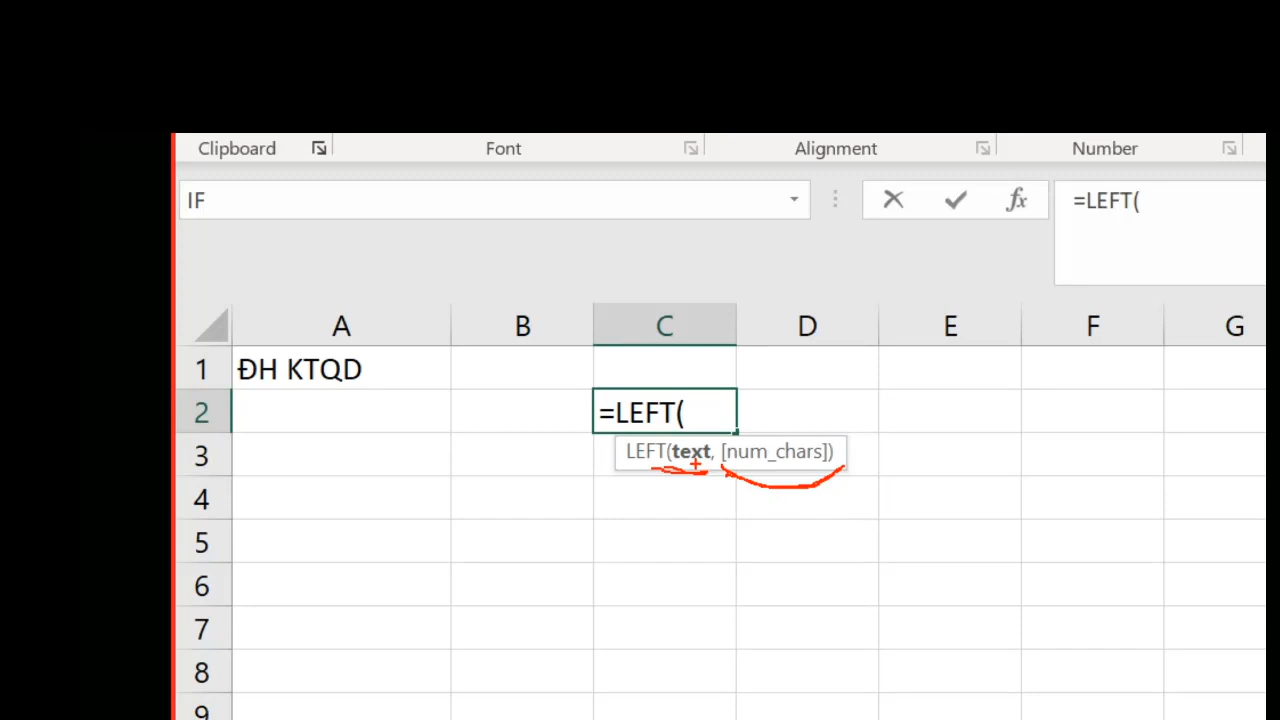 Clipboard Font Alignment Number
IF fx =LEFT(
A B C D E F G
1 ĐH KTQD
2 =LEFT(
3 LEFT(text, [num_chars])
4
5
6
7
8
9